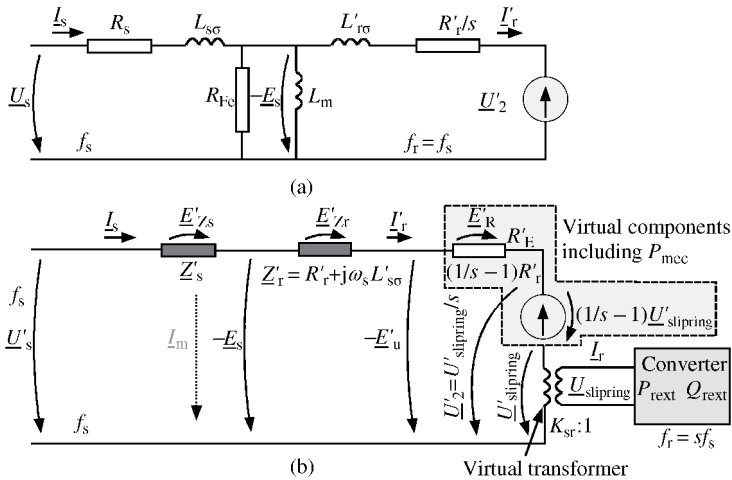 I_s R_s L_sσ L'_rσ R'_r/s I'_r
U_s R_Fe –E_s L_m U'_2
f_s f_r = f_s
(a)
I_s E'_Zs E'_Zr I'_r E'_R Virtual components
R'_E including P_mec
Z'_s Z'_r = R'_r+jω_s L'_sσ (1/s –1)R'_r
f_s
U'_s I_m –E_s –E'_u U'_2=U'_slipring/s (1/s –1)U'_slipring
U'_slipring I_r Converter
U_slipring P_rext Q_rext
f_s K_sr:1 f_r = sf_s
(b) Virtual transformer